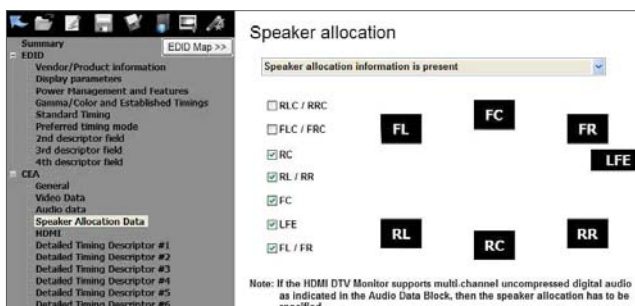 Summary
EDID Map >>
EDID
Vendor/Product information
Display parameters
Power Management and Features
Gamma/Color and Established Timings
Standard Timing
Preferred timing mode
2nd descriptor field
3rd descriptor field
4th descriptor field
CEA
General
Video Data
Audio data
Speaker Allocation Data
HDMI
Detailed Timing Descriptor #1
Detailed Timing Descriptor #2
Detailed Timing Descriptor #3
Detailed Timing Descriptor #4
Detailed Timing Descriptor #5
Detailed Timing Descriptor #6
Speaker allocation
Speaker allocation information is present
RLC / RRC
FLC / FRC
RC
RL / RR
FC
LFE
FL / FR
FL
FC
FR
LFE
RL
RC
RR
Note: If the HDMI DTV Monitor supports multi-channel uncompressed digital audio
as indicated in the Audio Data Block, then the speaker allocation has to be
specified